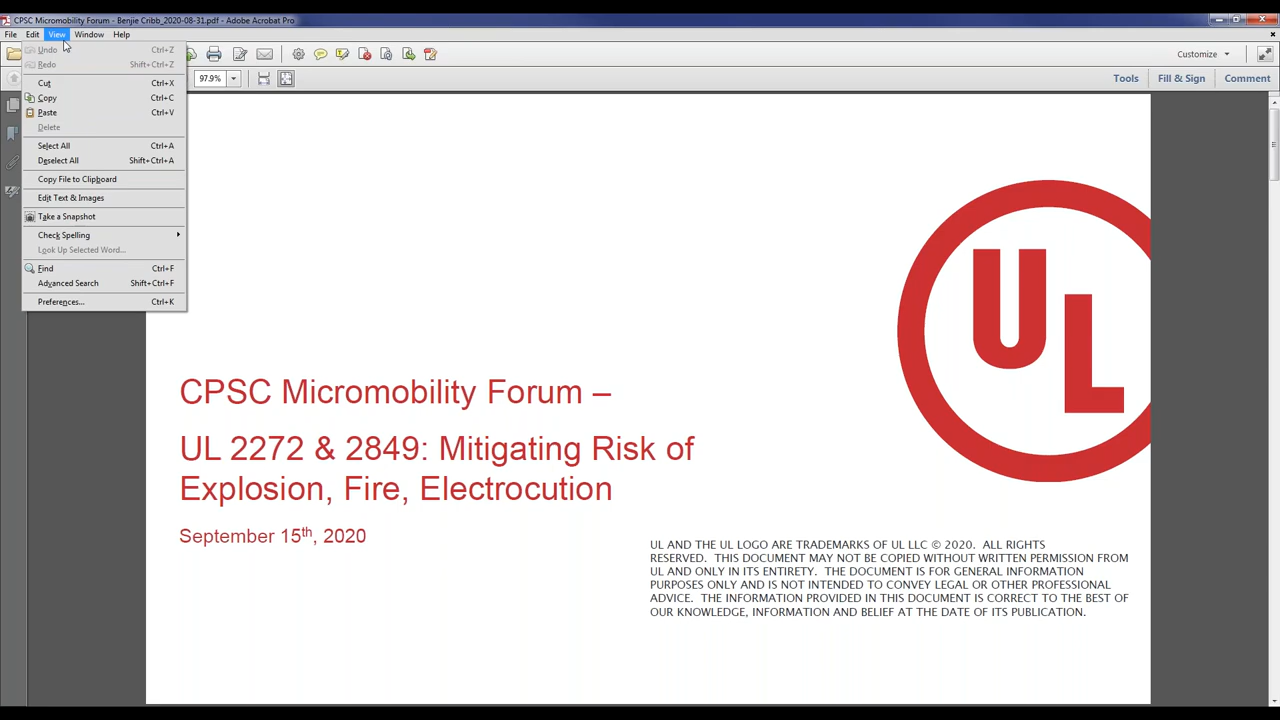 CPSC Micromobility Forum - Benjie Cribb_2020-08-31.pdf - Adobe Acrobat Pro
File Edit View Window Help
Undo Ctrl+Z
Redo Shift+Ctrl+Z
Cut Ctrl+X
Copy Ctrl+C
Paste Ctrl+V
Delete
Select All Ctrl+A
Deselect All Shift+Ctrl+A
Copy File to Clipboard
Edit Text & Images
Take a Snapshot
Check Spelling
Look Up Selected Word...
Find Ctrl+F
Advanced Search Shift+Ctrl+F
Preferences... Ctrl+K
Customize
97.9%
Tools Fill & Sign Comment
UL
CPSC Micromobility Forum –
UL 2272 & 2849: Mitigating Risk of
Explosion, Fire, Electrocution
September 15th, 2020
UL AND THE UL LOGO ARE TRADEMARKS OF UL LLC © 2020. ALL RIGHTS
RESERVED. THIS DOCUMENT MAY NOT BE COPIED WITHOUT WRITTEN PERMISSION FROM
UL AND ONLY IN ITS ENTIRETY. THE DOCUMENT IS FOR GENERAL INFORMATION
PURPOSES ONLY AND IS NOT INTENDED TO CONVEY LEGAL OR OTHER PROFESSIONAL
ADVICE. THE INFORMATION PROVIDED IN THIS DOCUMENT IS CORRECT TO THE BEST OF
OUR KNOWLEDGE, INFORMATION AND BELIEF AT THE DATE OF ITS PUBLICATION.